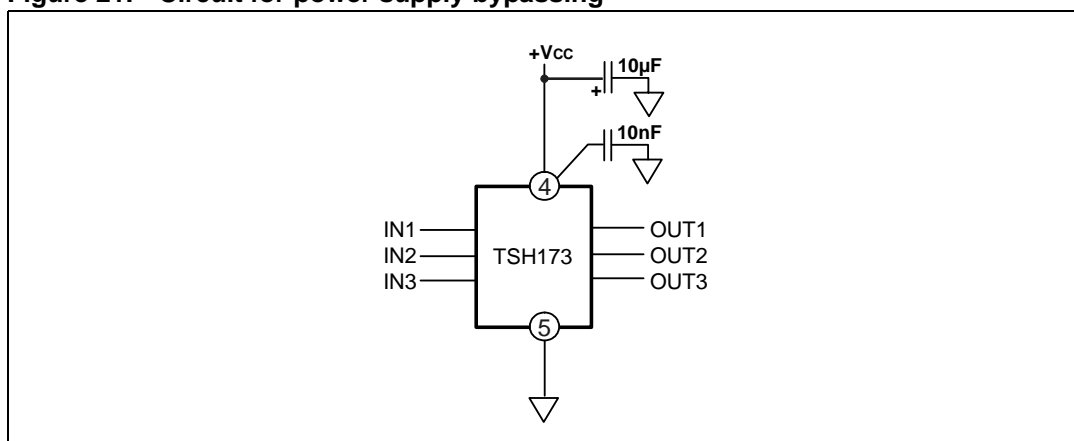 Figure 21. Circuit for power supply bypassing
+Vcc
10µF
+
10nF
4
IN1 OUT1
IN2 TSH173 OUT2
IN3 OUT3
5